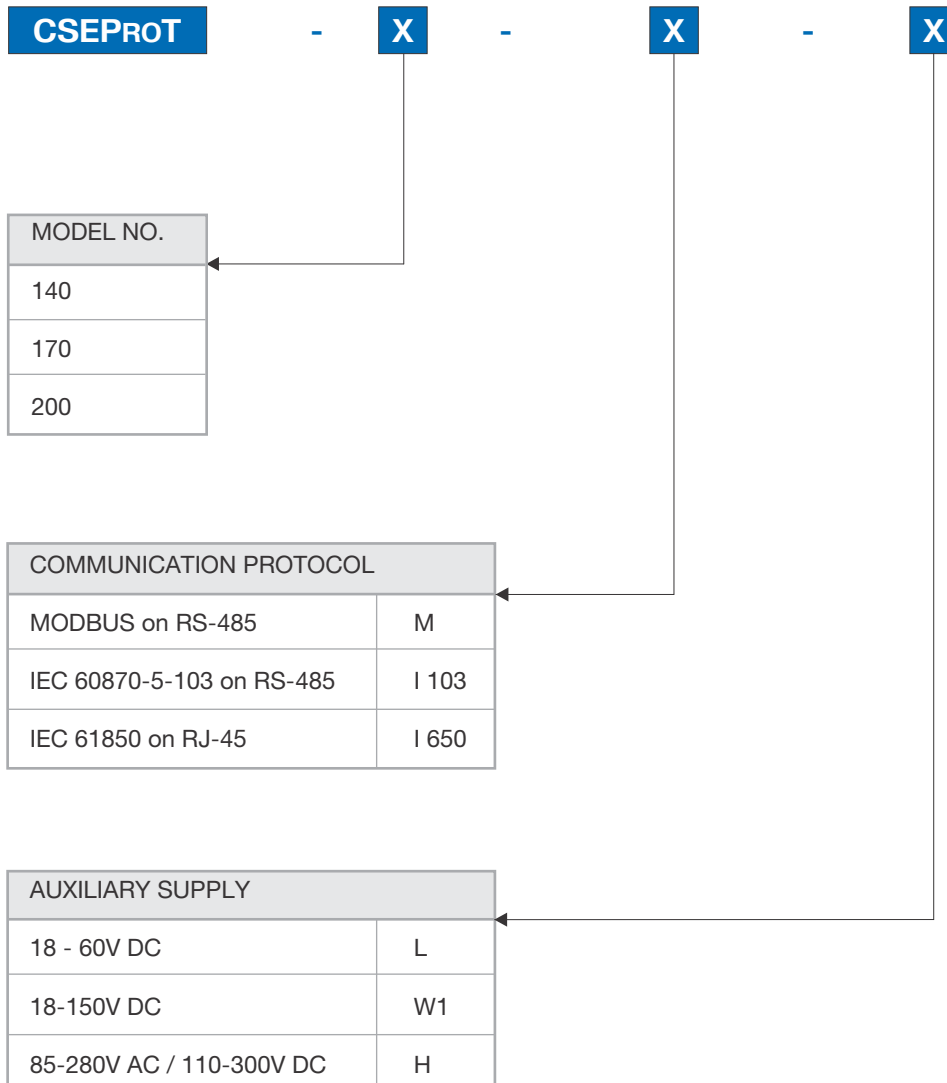 CSEPROT - X - X - X
MODEL NO.
140
170
200
COMMUNICATION PROTOCOL
MODBUS on RS-485 M
IEC 60870-5-103 on RS-485 I 103
IEC 61850 on RJ-45 I 650
AUXILIARY SUPPLY
18 - 60V DC L
18-150V DC W1
85-280V AC / 110-300V DC H